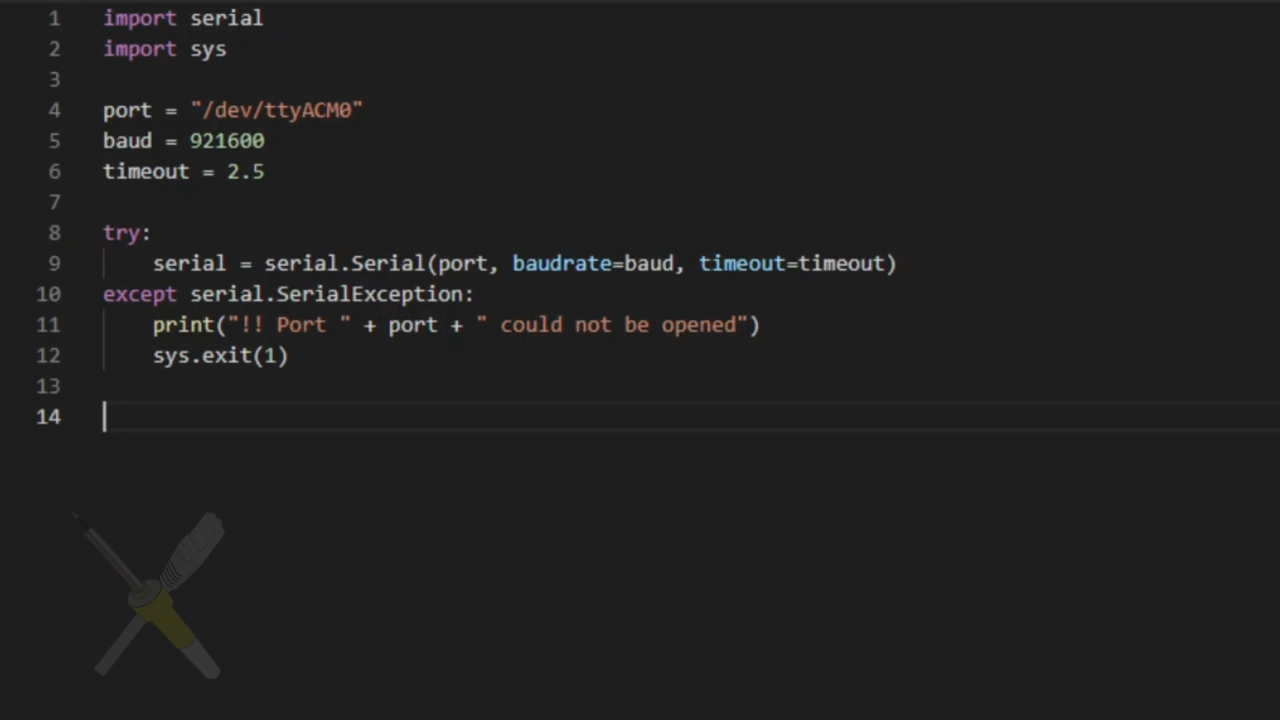 1 import serial
2 import sys
3
4 port = "/dev/ttyACM0"
5 baud = 921600
6 timeout = 2.5
7
8 try:
9     serial = serial.Serial(port, baudrate=baud, timeout=timeout)
10 except serial.SerialException:
11     print("!! Port " + port + " could not be opened")
12     sys.exit(1)
13
14